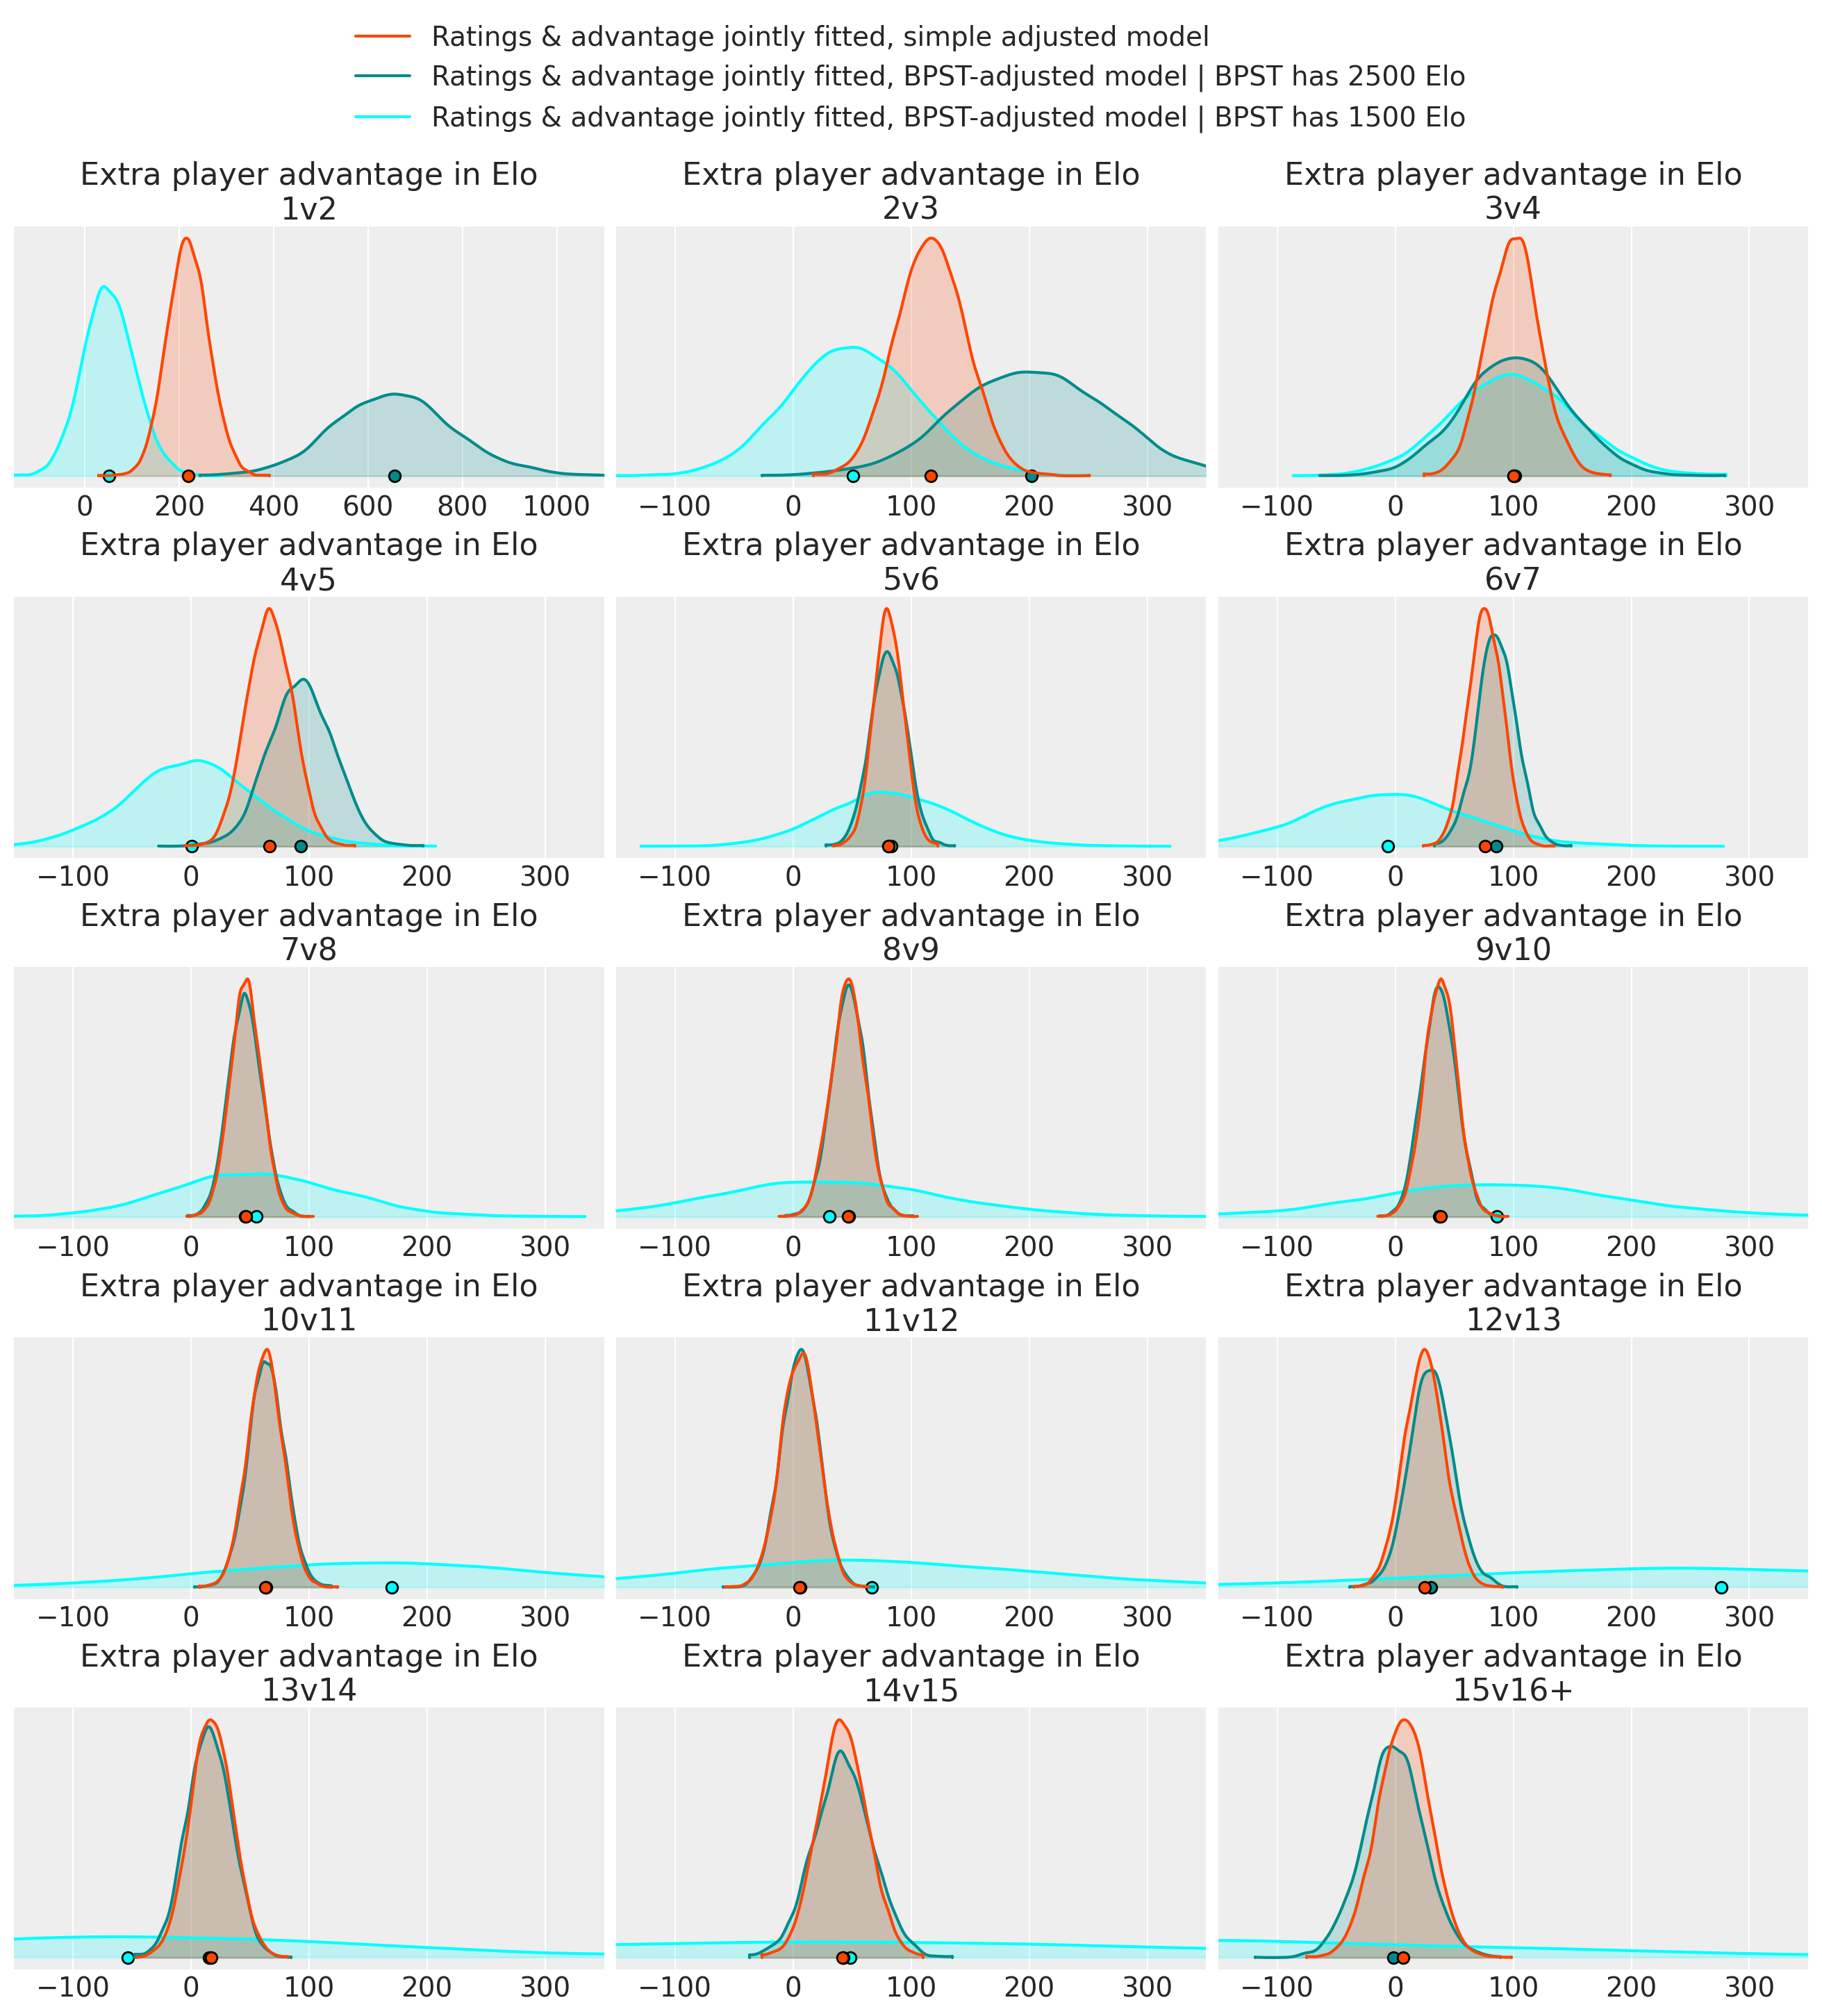 Ratings & advantage jointly fitted, simple adjusted model
Ratings & advantage jointly fitted, BPST-adjusted model | BPST has 2500 Elo
Ratings & advantage jointly fitted, BPST-adjusted model | BPST has 1500 Elo
Extra player advantage in Elo
1v2
Extra player advantage in Elo
2v3
Extra player advantage in Elo
3v4
0 200 400 600 800 1000
−100 0 100 200 300
−100 0 100 200 300
Extra player advantage in Elo
4v5
Extra player advantage in Elo
5v6
Extra player advantage in Elo
6v7
−100 0 100 200 300
−100 0 100 200 300
−100 0 100 200 300
Extra player advantage in Elo
7v8
Extra player advantage in Elo
8v9
Extra player advantage in Elo
9v10
−100 0 100 200 300
−100 0 100 200 300
−100 0 100 200 300
Extra player advantage in Elo
10v11
Extra player advantage in Elo
11v12
Extra player advantage in Elo
12v13
−100 0 100 200 300
−100 0 100 200 300
−100 0 100 200 300
Extra player advantage in Elo
13v14
Extra player advantage in Elo
14v15
Extra player advantage in Elo
15v16+
−100 0 100 200 300
−100 0 100 200 300
−100 0 100 200 300